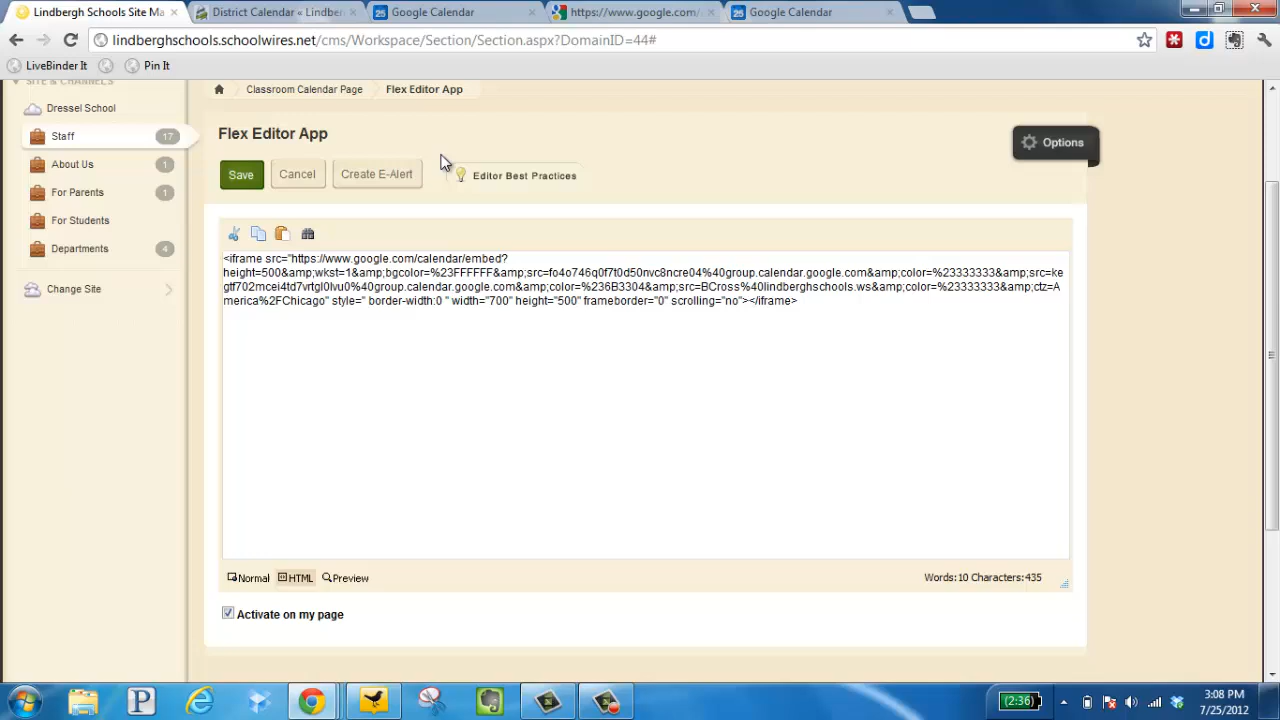 Lindbergh Schools Site Ma
District Calendar « Lindber
Google Calendar
https://www.google.com/
Google Calendar
lindberghschools.schoolwires.net/cms/Workspace/Section/Section.aspx?DomainID=44#
LiveBinder It
Pin It
SITE & CHANNELS
Classroom Calendar Page
Flex Editor App
Dressel School
Staff 17
About Us 1
For Parents 1
For Students
Departments 4
Change Site
Flex Editor App
Options
Save
Cancel
Create E-Alert
Editor Best Practices
<iframe src="https://www.google.com/calendar/embed?
height=500&amp;wkst=1&amp;bgcolor=%23FFFFFF&amp;src=fo4o746q0f7t0d50nvc8ncre04%40group.calendar.google.com&amp;color=%23333333&amp;src=ke
gtf702mcei4td7vrtgl0lvu0%40group.calendar.google.com&amp;color=%236B3304&amp;src=BCross%40lindberghschools.ws&amp;color=%23333333&amp;ctz=A
merica%2FChicago" style=" border-width:0 " width="700" height="500" frameborder="0" scrolling="no"></iframe>
Normal
HTML
Preview
Words:10 Characters:435
Activate on my page
(2:36)
3:08 PM
7/25/2012